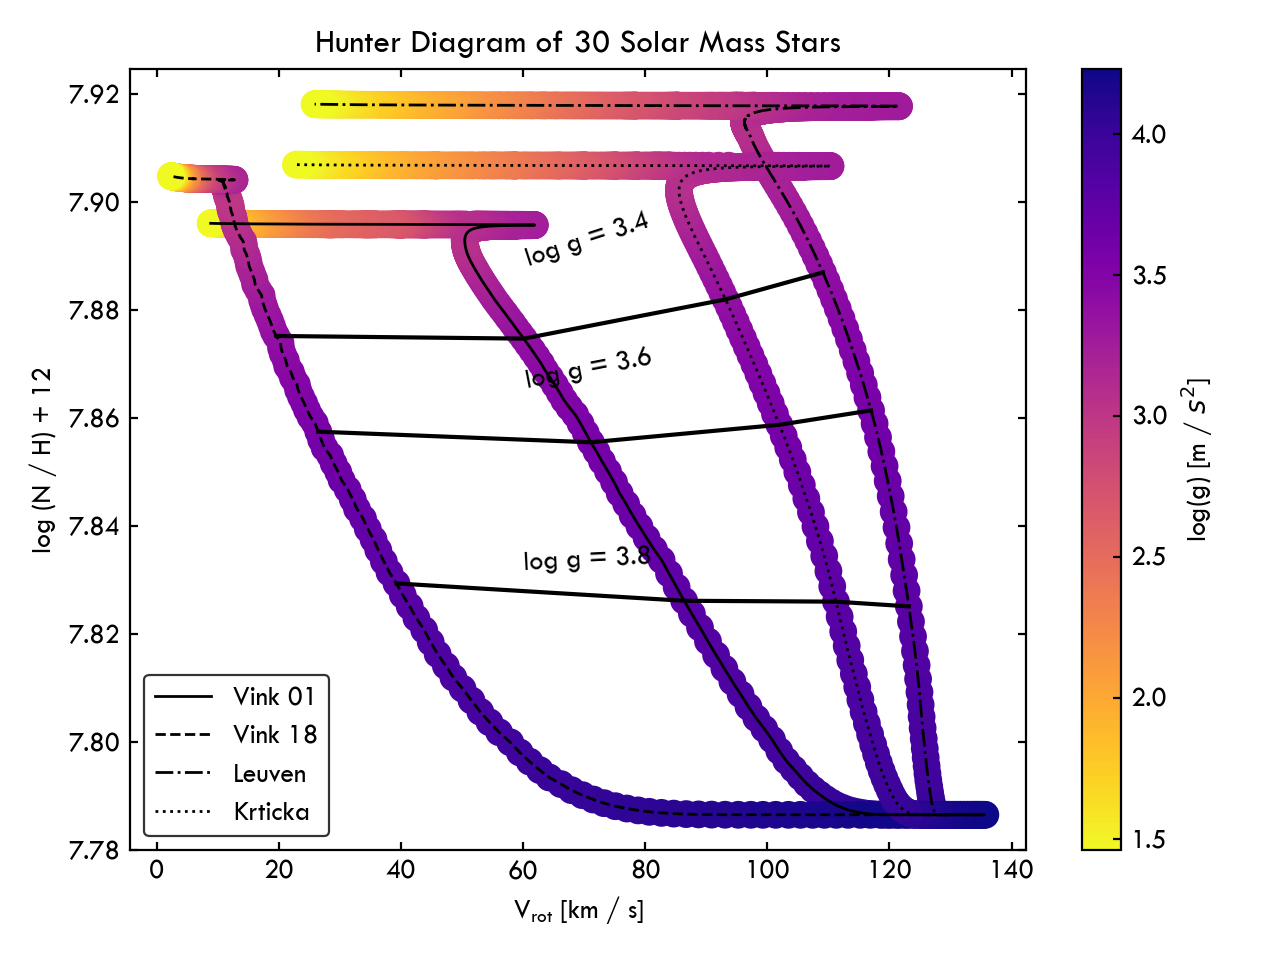 Hunter Diagram of 30 Solar Mass Stars
7.92
7.90
7.88
7.86
7.84
7.82
7.80
7.78
log (N / H) + 12
log g = 3.4
log g = 3.6
log g = 3.8
Vink 01
Vink 18
Leuven
Krticka
0 20 40 60 80 100 120 140
V_rot [km / s]
4.0
3.5
3.0
2.5
2.0
1.5
log(g) [m / s²]